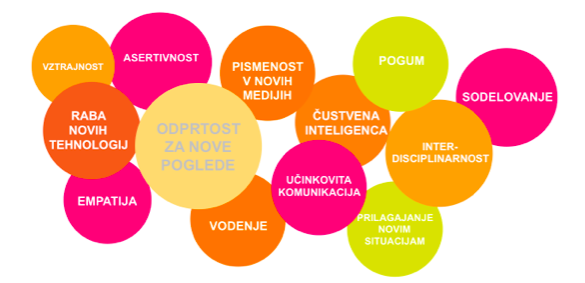 VZTRAJNOST
ASERTIVNOST
PISMENOST
V NOVIH
MEDIJIH
POGUM
SODELOVANJE
RABA
NOVIH
TEHNOLOGIJ
ODPRTOST
ZA NOVE
POGLEDE
ČUSTVENA
INTELIGENCA
INTER-
DISCIPLINARNOST
EMPATIJA
VODENJE
UČINKOVITA
KOMUNIKACIJA
PRILAGAJANJE
NOVIM
SITUACIJAM